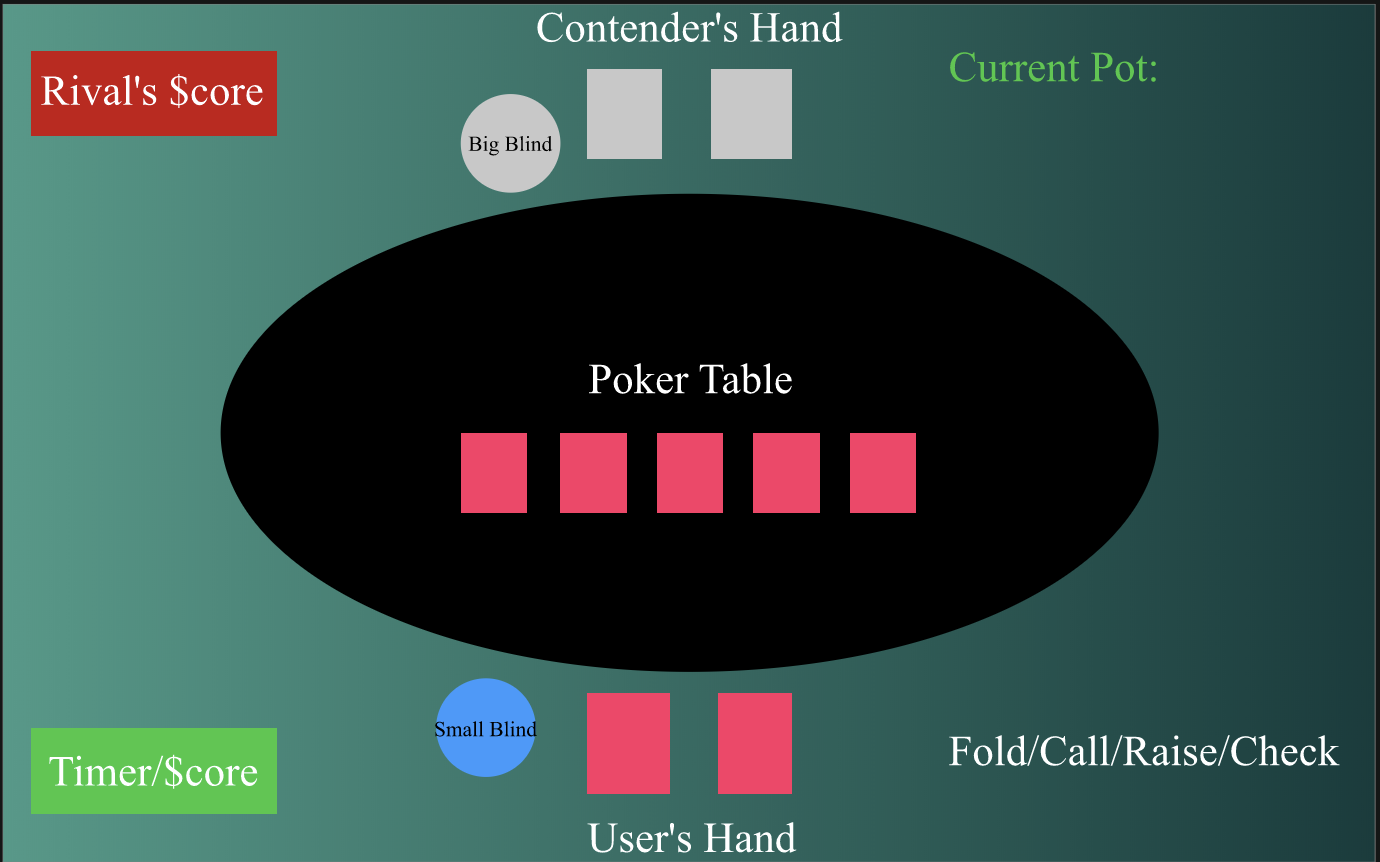 Contender's Hand
Rival's $core
Current Pot:
Big Blind
Poker Table
Small Blind
Timer/$core
Fold/Call/Raise/Check
User's Hand